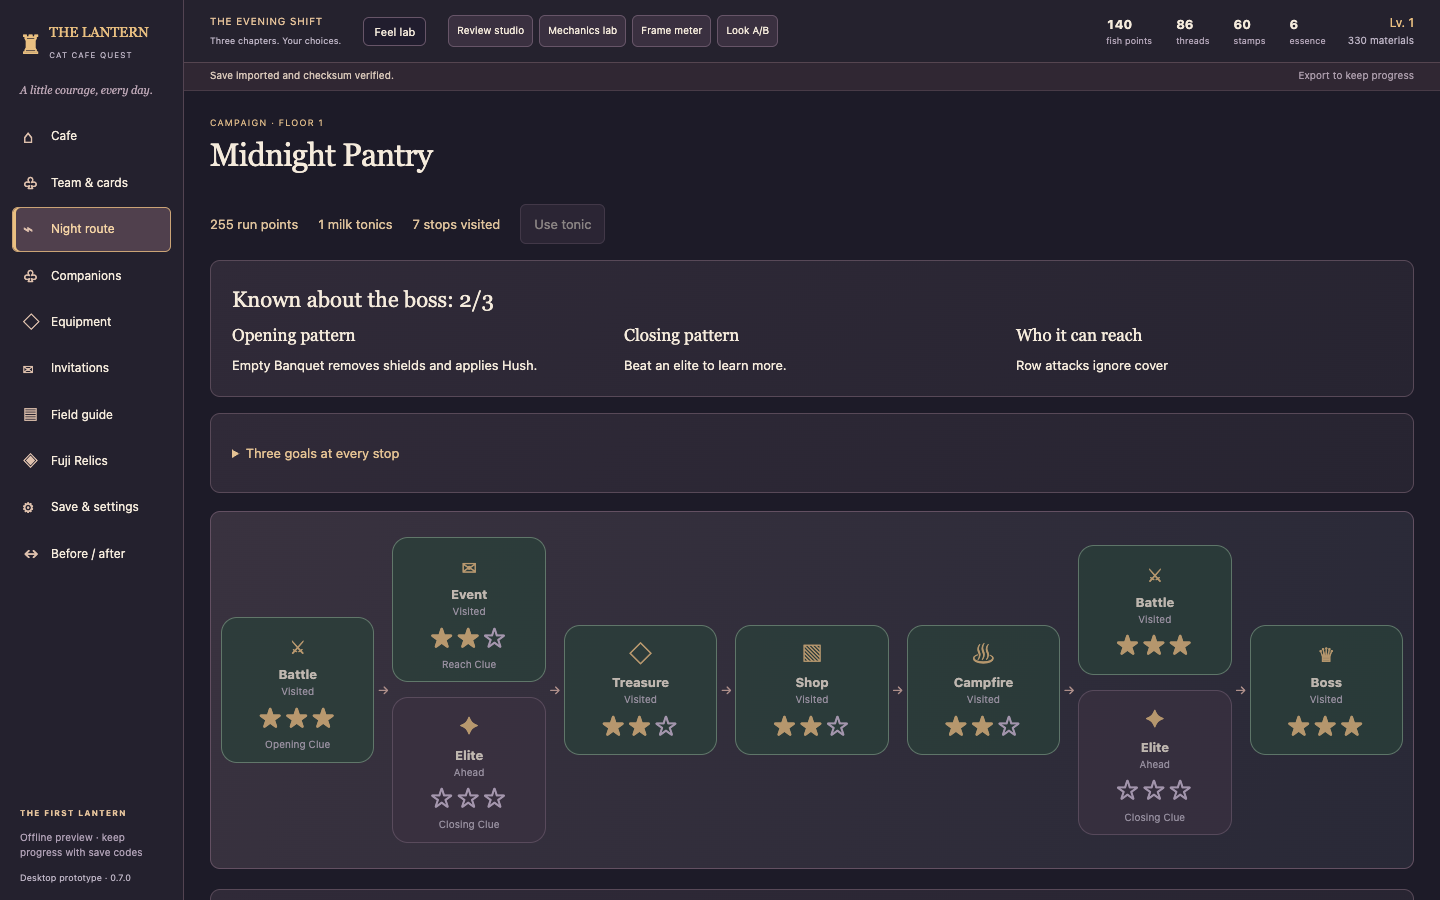 THE LANTERN
CAT CAFE QUEST
A little courage, every day.
Cafe
Team & cards
Night route
Companions
Equipment
Invitations
Field guide
Fuji Relics
Save & settings
Before / after
THE FIRST LANTERN
Offline preview · keep
progress with save codes
Desktop prototype · 0.7.0
THE EVENING SHIFT
Three chapters. Your choices.
Feel lab
Review studio
Mechanics lab
Frame meter
Look A/B
140
fish points
86
threads
60
stamps
6
essence
Lv. 1
330 materials
Save imported and checksum verified.
Export to keep progress
CAMPAIGN · FLOOR 1
Midnight Pantry
255 run points
1 milk tonics
7 stops visited
Use tonic
Known about the boss: 2/3
Opening pattern
Empty Banquet removes shields and applies Hush.
Closing pattern
Beat an elite to learn more.
Who it can reach
Row attacks ignore cover
Three goals at every stop
Battle
Visited
Opening Clue
Event
Visited
Reach Clue
Elite
Ahead
Closing Clue
Treasure
Visited
Shop
Visited
Campfire
Visited
Battle
Visited
Elite
Ahead
Closing Clue
Boss
Visited